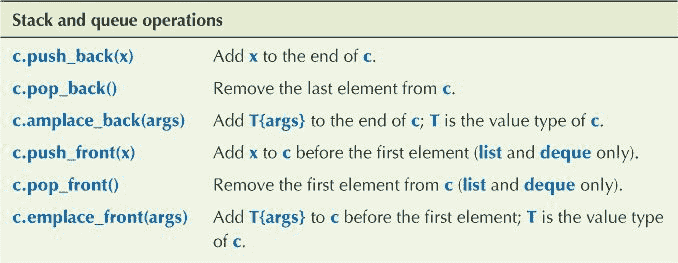 Stack and queue operations
c.push_back(x) Add x to the end of c.
c.pop_back() Remove the last element from c.
c.amplace_back(args) Add T{args} to the end of c; T is the value type of c.
c.push_front(x) Add x to c before the first element (list and deque only).
c.pop_front() Remove the first element from c (list and deque only).
c.emplace_front(args) Add T{args} to c before the first element; T is the value type
of c.